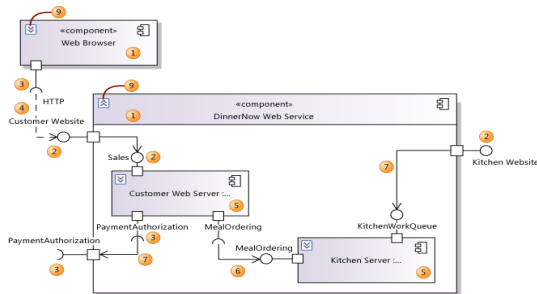 9
«component»
Web Browser
1
3
HTTP
4
Customer Website
2
9
«component»
1
DinnerNow Web Service
2
Kitchen Website
Sales
2
7
Customer Web Server :...
5
PaymentAuthorization
3
MealOrdering
KitchenWorkQueue
PaymentAuthorization
3
7
MealOrdering
6
Kitchen Server :...
5